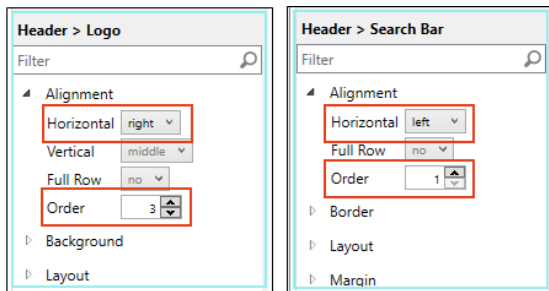 Header > Logo
Filter
Alignment
Horizontal right
Vertical middle
Full Row no
Order 3
Background
Layout
Header > Search Bar
Filter
Alignment
Horizontal left
Full Row no
Order 1
Border
Layout
Margin